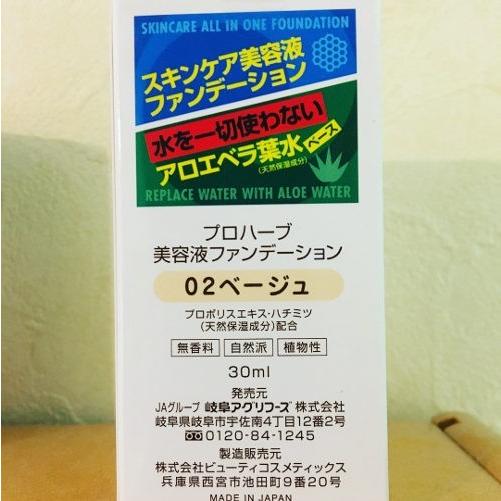 SKINCARE ALL IN ONE FOUNDATION
スキンケア美容液
ファンデーション
水を一切使わない
アロエベラ葉水ベース
(天然保湿成分)
REPLACE WATER WITH ALOE WATER
プロハーブ
美容液ファンデーション
02ベージュ
プロポリスエキス・ハチミツ
(天然保湿成分)配合
無香料 自然派 植物性
30ml
発売元
JAグループ 岐阜アグリフーズ 株式会社
岐阜県岐阜市宇佐南4丁目12番2号
0120-84-1245
製造販売元
株式会社ビューティコスメティックス
兵庫県西宮市池田町9番20号
MADE IN JAPAN